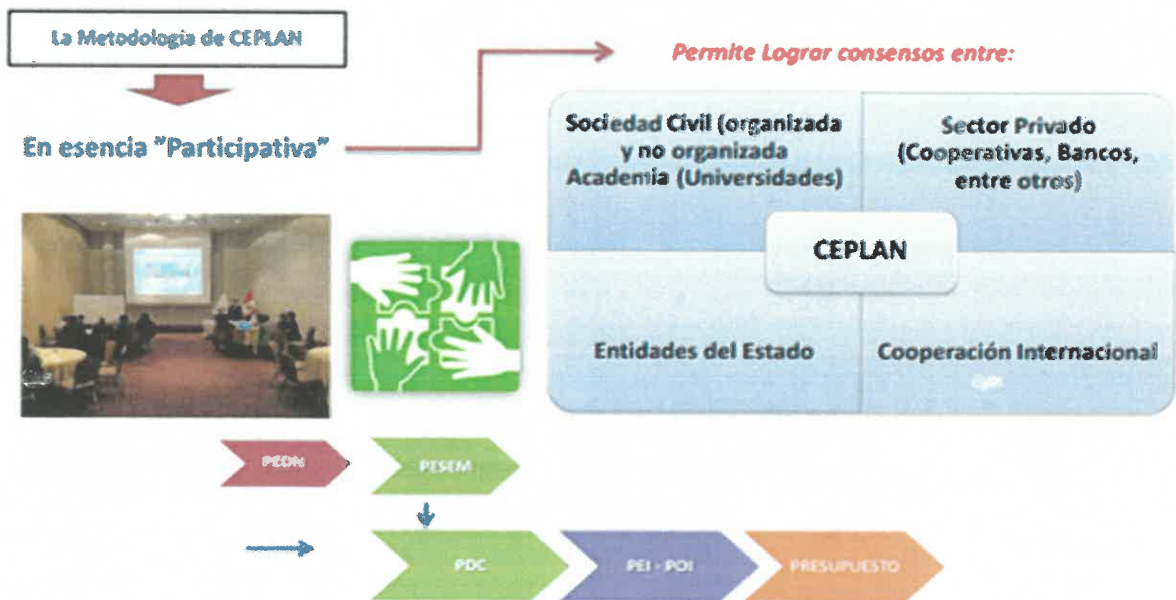 La Metodología de CEPLAN
En esencia "Participativa"
Permite Lograr consensos entre:
Sociedad Civil (organizada
y no organizada
Academia (Universidades)
Sector Privado
(Cooperativas, Bancos,
entre otros)
CEPLAN
Entidades del Estado
Cooperación Internacional
PEDN
PESEM
PDC
PEI - POI
PRESUPUESTO